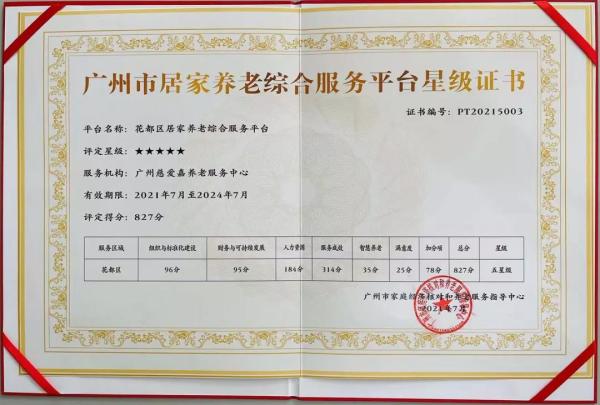 广州市居家养老综合服务平台星级证书
证书编号：PT20215003
平台名称：花都区居家养老综合服务平台
评定星级：★★★★★
服务机构：广州慈爱嘉养老服务中心
有效期限：2021年7月至2024年7月
评定得分：827分
服务区域 组织与标准化建设 财务与可持续发展 人力资源 服务成效 智慧养老 满意度 加分项 总分 星级
花都区 96分 95分 184分 314分 35分 25分 78分 827分 五星级
广州市家庭经济核对和养老服务指导中心
2021年7月